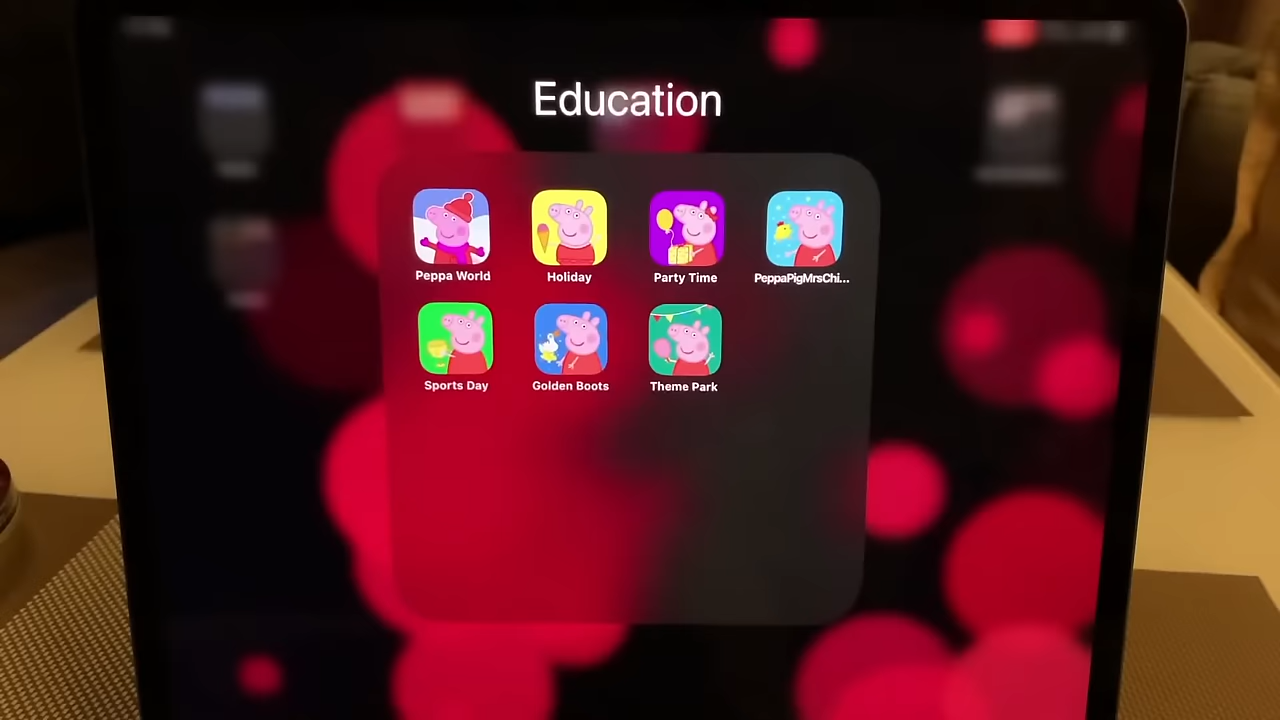 Education
Peppa World
Holiday
Party Time
PeppaPigMrsChi...
Sports Day
Golden Boots
Theme Park